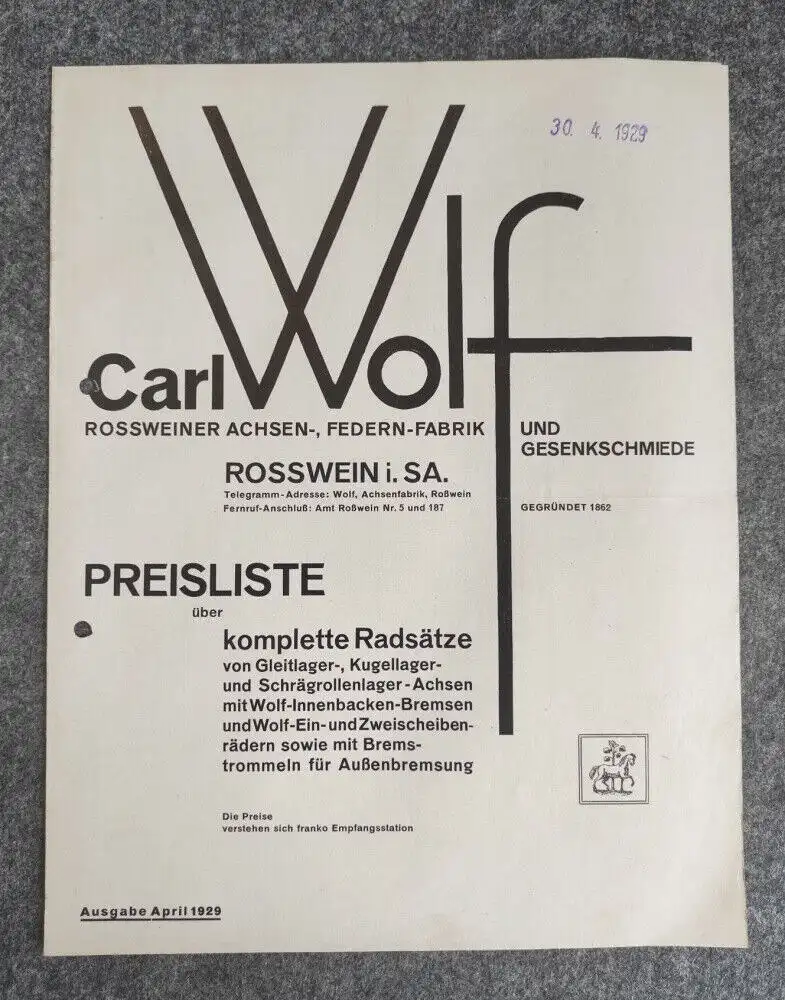 30. 4. 1929
Carl Wolf
ROSSWEINER ACHSEN-, FEDERN-FABRIK UND
GESENKSCHMIEDE
ROSSWEIN i. SA.
Telegramm-Adresse: Wolf, Achsenfabrik, Roßwein
Fernruf-Anschluß: Amt Roßwein Nr. 5 und 187
GEGRÜNDET 1862
PREISLISTE
über
komplette Radsätze
von Gleitlager-, Kugellager-
und Schrägrollenlager-Achsen
mit Wolf-Innenbacken-Bremsen
und Wolf-Ein- und Zweischeiben-
rädern sowie mit Brems-
trommeln für Außenbremsung
Die Preise
verstehen sich franko Empfangsstation
Ausgabe April 1929